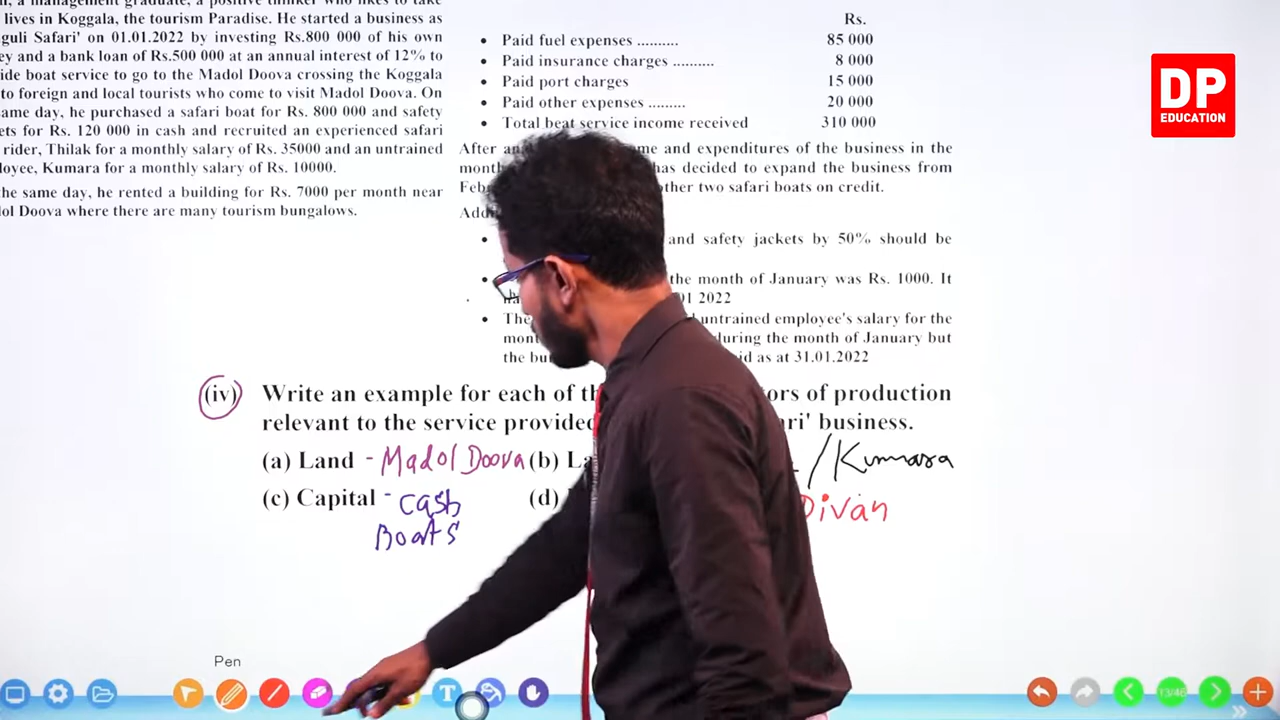 a management graduate, a positive thinker who likes to take
lives in Koggala, the tourism Paradise. He started a business as
guli Safari' on 01.01.2022 by investing Rs.800 000 of his own
ey and a bank loan of Rs.500 000 at an annual interest of 12% to
ide boat service to go to the Madol Doova crossing the Koggala
to foreign and local tourists who come to visit Madol Doova. On
ame day, he purchased a safari boat for Rs. 800 000 and safety
ets for Rs. 120 000 in cash and recruited an experienced safari
rider, Thilak for a monthly salary of Rs. 35000 and an untrained
loyee, Kumara for a monthly salary of Rs. 10000.
he same day, he rented a building for Rs. 7000 per month near
ol Doova where there are many tourism bungalows.
Rs.
• Paid fuel expenses .......... 85 000
• Paid insurance charges .......... 8 000
• Paid port charges 15 000
• Paid other expenses ......... 20 000
• Total beat service income received 310 000
After an me and expenditures of the business in the
month has decided to expand the business from
Feb other two safari boats on credit.
Add
• and safety jackets by 50% should be
• the month of January was Rs. 1000. It
ha 01 2022
• The untrained employee's salary for the
mont during the month of January but
the bu id as at 31.01.2022
(iv) Write an example for each of th ors of production
relevant to the service provided ri' business.
(a) Land - Madol Doova (b) La / Kumara
(c) Capital - cash (d) Divan
Boats
Pen
T
13/46
DP
EDUCATION